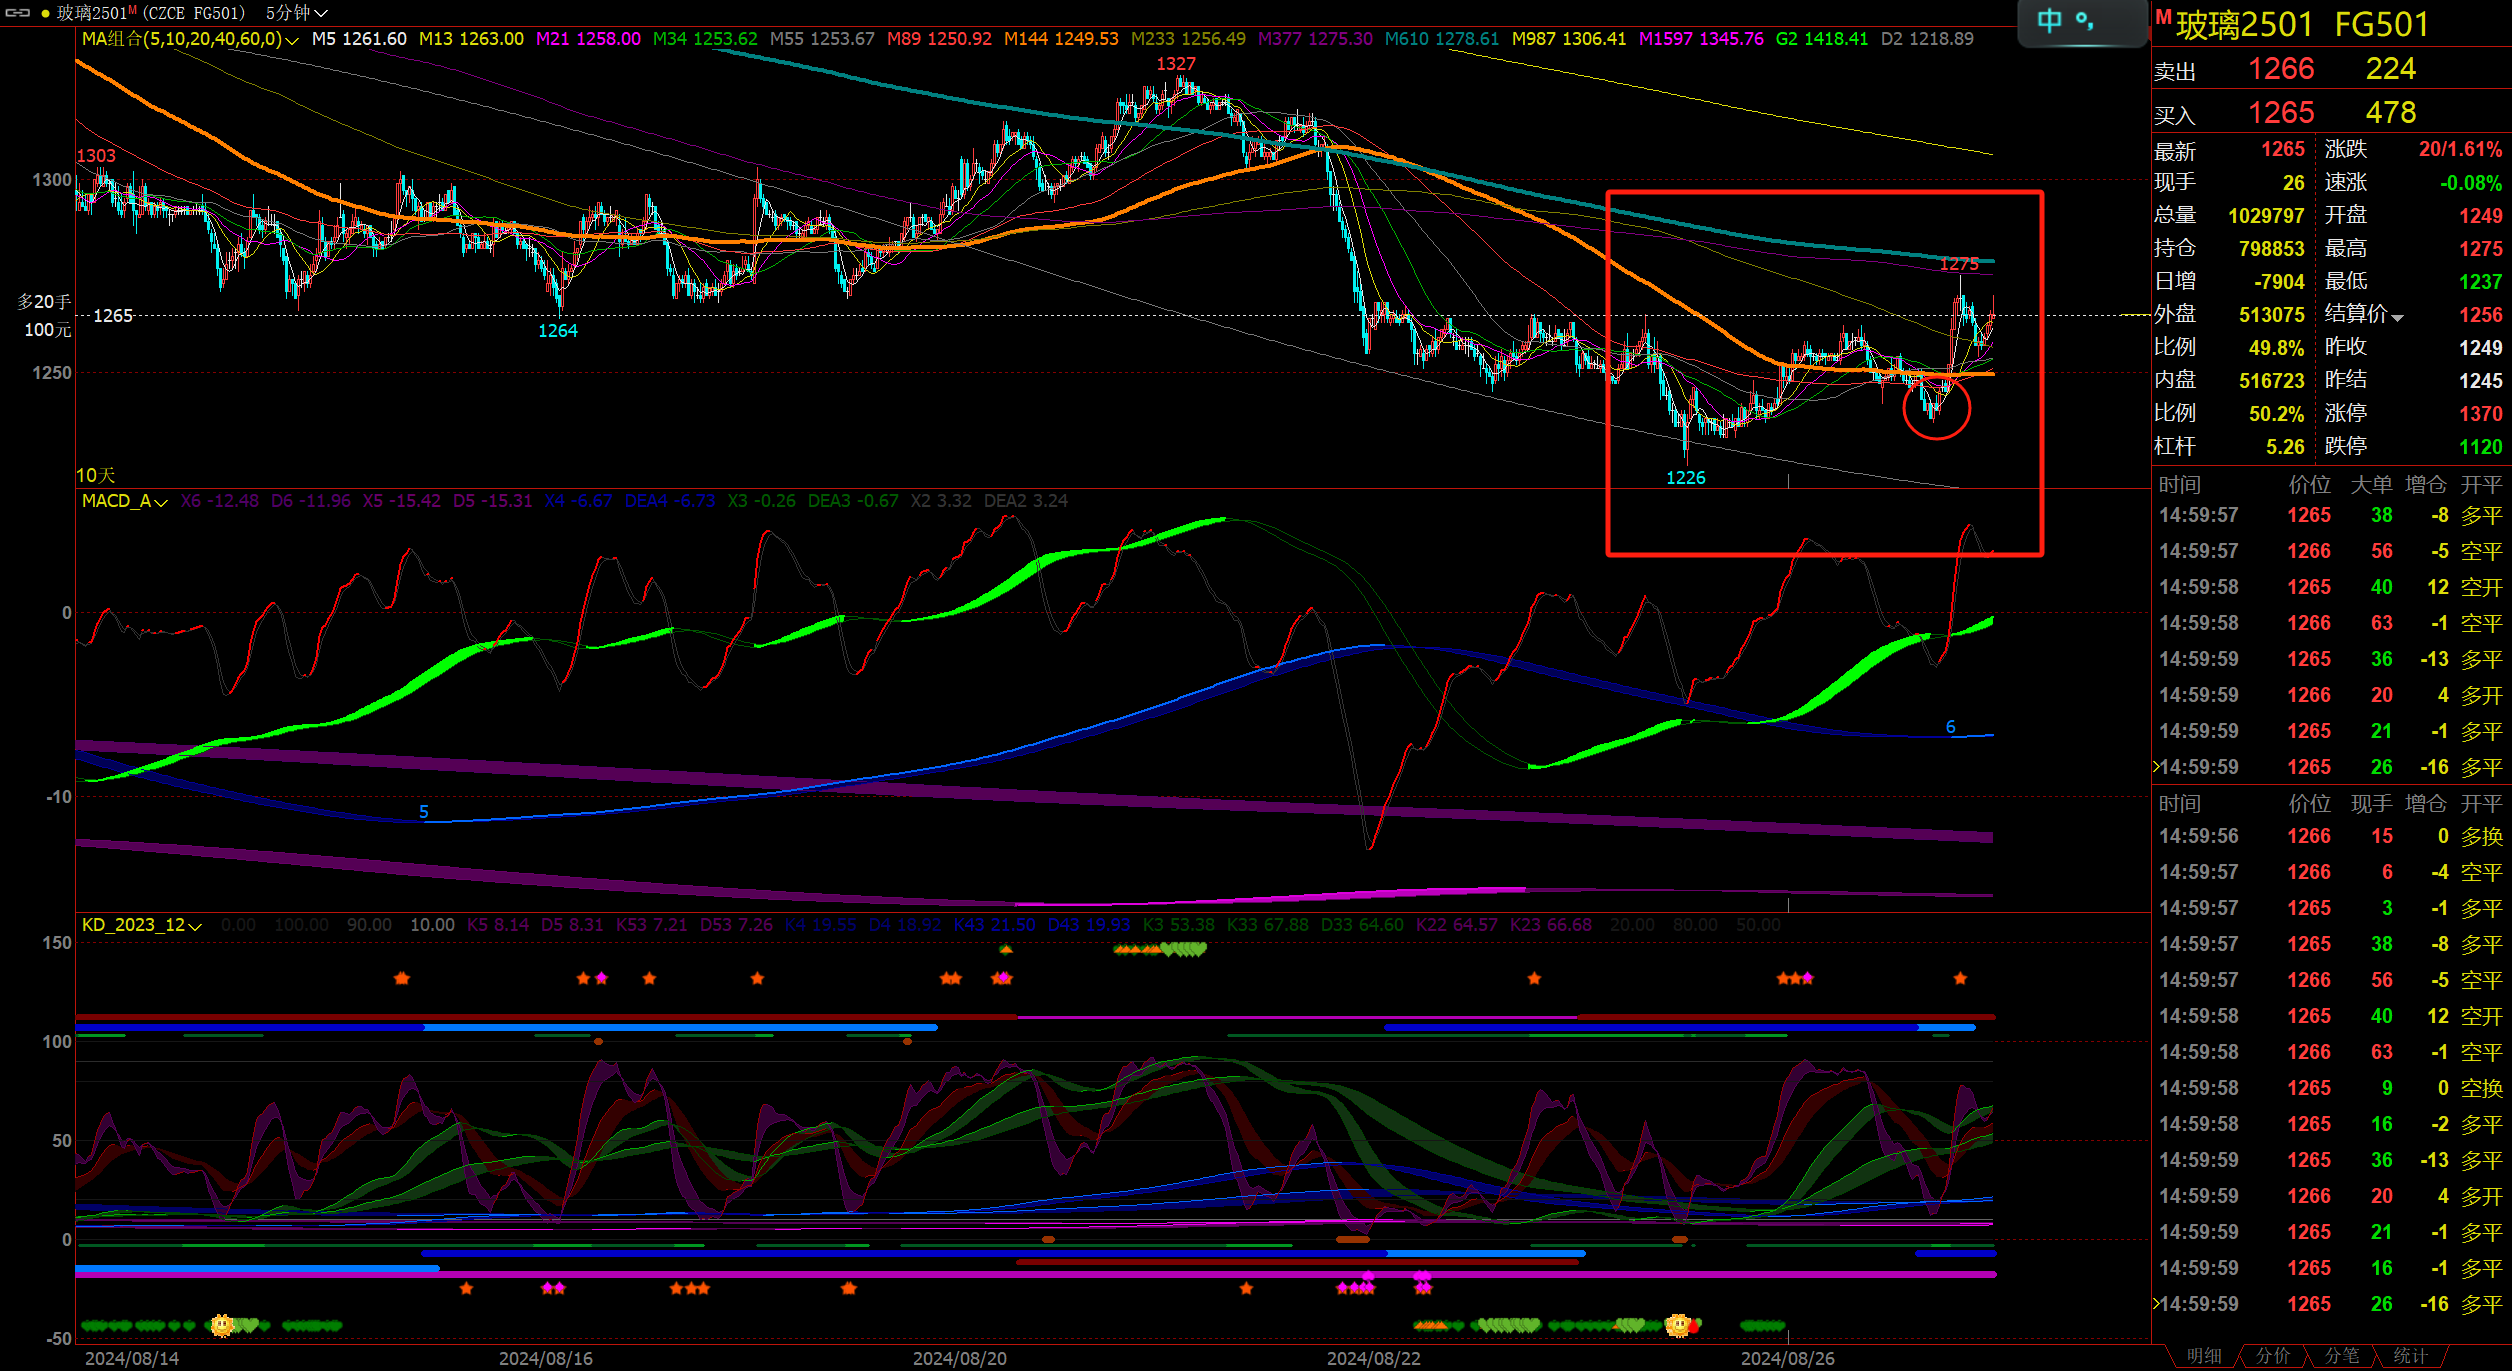 玻璃2501M (CZCE FG501) 5分钟
中 °,
M 玻璃2501 FG501
MA组合(5,10,20,40,60,0) M5 1261.60 M13 1263.00 M21 1258.00 M34 1253.62 M55 1253.67 M89 1250.92 M144 1249.53 M233 1256.49 M377 1275.30 M610 1278.61 M987 1306.41 M1597 1345.76 G2 1418.41 D2 1218.89
1327
1303
1300
1275
多20手
100元
1265
1264
1250
1226
10天
MACD_A X6 -12.48 D6 -11.96 X5 -15.42 D5 -15.31 X4 -6.67 DEA4 -6.73 X3 -0.26 DEA3 -0.67 X2 3.32 DEA2 3.24
0
6
-10
5
KD_2023_12 0.00 100.00 90.00 10.00 K5 8.14 D5 8.31 K53 7.21 D53 7.26 K4 19.55 D4 18.92 K43 21.50 D43 19.93 K3 53.38 K33 67.88 D33 64.60 K22 64.57 K23 66.68 20.00 80.00 50.00
150
100
50
0
-50
2024/08/14 2024/08/16 2024/08/20 2024/08/22 2024/08/26
卖出 1266 224
买入 1265 478
最新 1265 涨跌 20/1.61%
现手 26 速涨 -0.08%
总量 1029797 开盘 1249
持仓 798853 最高 1275
日增 -7904 最低 1237
外盘 513075 结算价 1256
比例 49.8% 昨收 1249
内盘 516723 昨结 1245
比例 50.2% 涨停 1370
杠杆 5.26 跌停 1120
时间 价位 大单 增仓 开平
14:59:57 1265 38 -8 多平
14:59:57 1266 56 -5 空平
14:59:58 1265 40 12 空开
14:59:58 1266 63 -1 空平
14:59:59 1265 36 -13 多平
14:59:59 1266 20 4 多开
14:59:59 1265 21 -1 多平
14:59:59 1265 26 -16 多平
时间 价位 现手 增仓 开平
14:59:56 1266 15 0 多换
14:59:57 1266 6 -4 空平
14:59:57 1265 3 -1 多平
14:59:57 1265 38 -8 多平
14:59:57 1266 56 -5 空平
14:59:58 1265 40 12 空开
14:59:58 1266 63 -1 空平
14:59:58 1265 9 0 空换
14:59:58 1265 16 -2 多平
14:59:59 1265 36 -13 多平
14:59:59 1266 20 4 多开
14:59:59 1265 21 -1 多平
14:59:59 1265 16 -1 多平
14:59:59 1265 26 -16 多平
明细 分价 分笔 统计